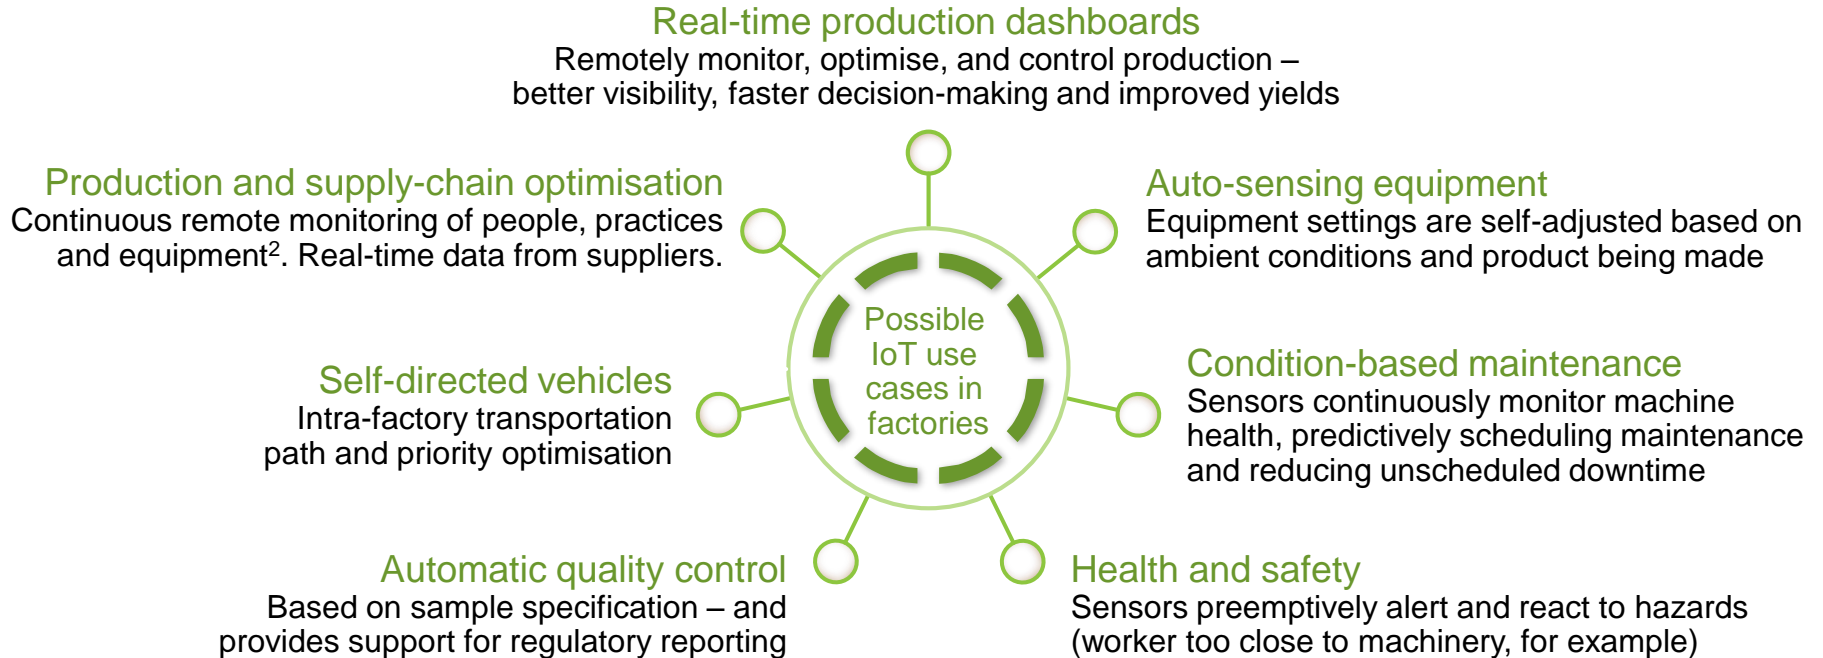 Real-time production dashboards
Remotely monitor, optimise, and control production –
better visibility, faster decision-making and improved yields
Production and supply-chain optimisation
Continuous remote monitoring of people, practices
and equipment². Real-time data from suppliers.
Auto-sensing equipment
Equipment settings are self-adjusted based on
ambient conditions and product being made
Possible
IoT use
cases in
factories
Self-directed vehicles
Intra-factory transportation
path and priority optimisation
Condition-based maintenance
Sensors continuously monitor machine
health, predictively scheduling maintenance
and reducing unscheduled downtime
Automatic quality control
Based on sample specification – and
provides support for regulatory reporting
Health and safety
Sensors preemptively alert and react to hazards
(worker too close to machinery, for example)